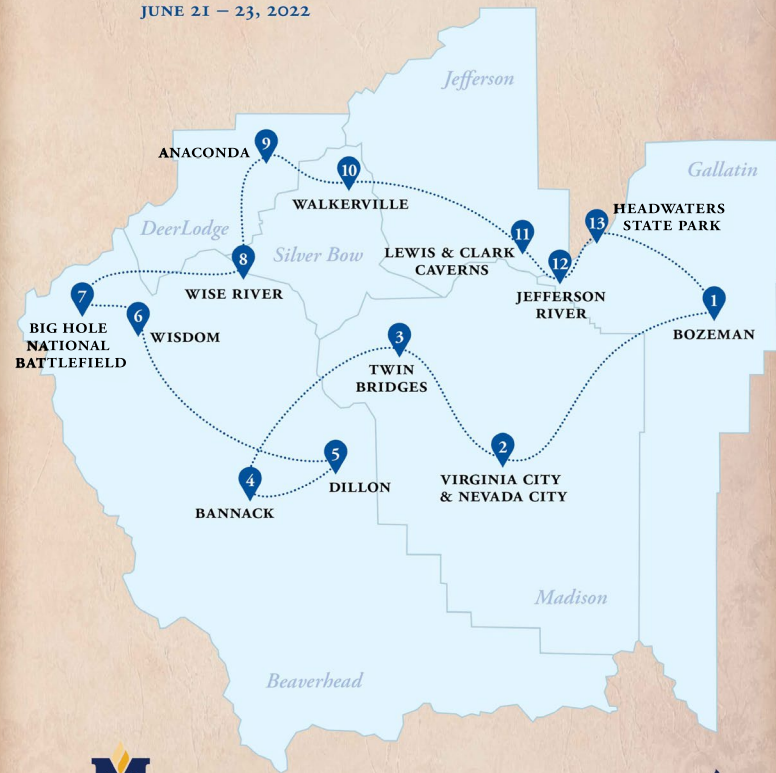 JUNE 21 – 23, 2022
Jefferson
9
ANACONDA
10
WALKERVILLE
Gallatin
13
HEADWATERS
STATE PARK
DeerLodge
Silver Bow
11
LEWIS & CLARK
CAVERNS
8
WISE RIVER
12
JEFFERSON
RIVER
7
BIG HOLE
NATIONAL
BATTLEFIELD
6
WISDOM
1
BOZEMAN
3
TWIN
BRIDGES
5
DILLON
4
BANNACK
2
VIRGINIA CITY
& NEVADA CITY
Madison
Beaverhead